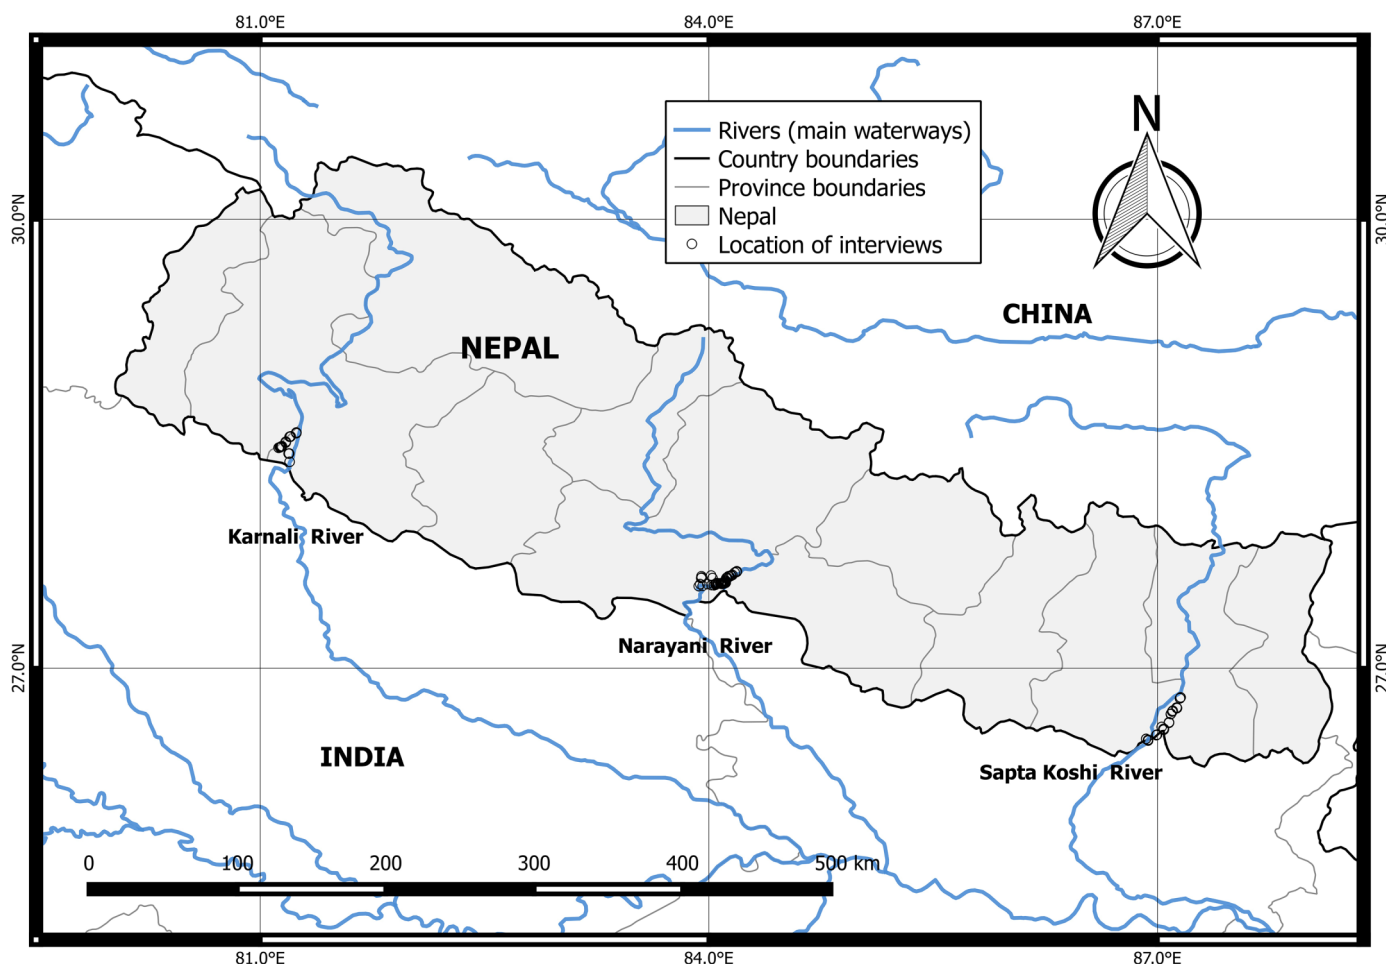 81.0°E
84.0°E
87.0°E
N
Rivers (main waterways)
Country boundaries
Province boundaries
Nepal
Location of interviews
30.0°N
30.0°N
CHINA
NEPAL
Karnali River
Narayani River
27.0°N
27.0°N
INDIA
Sapta Koshi River
0 100 200 300 400 500 km
81.0°E
84.0°E
87.0°E